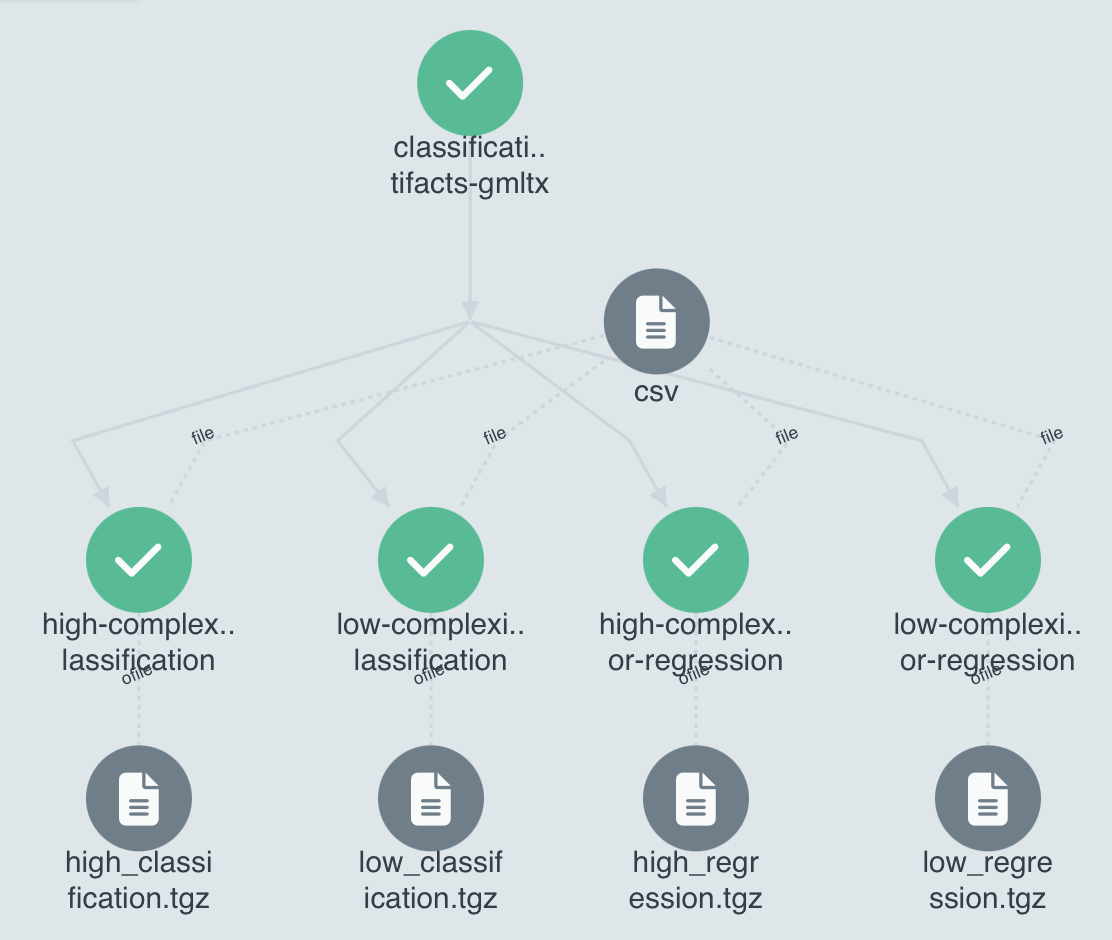 classificati..
tifacts-gmltx
csv
file
file
file
file
high-complex..
lassification
low-complexi..
lassification
high-complex..
or-regression
low-complexi..
or-regression
ofile
ofile
ofile
ofile
high_classi
fication.tgz
low_classif
ication.tgz
high_regr
ession.tgz
low_regre
ssion.tgz